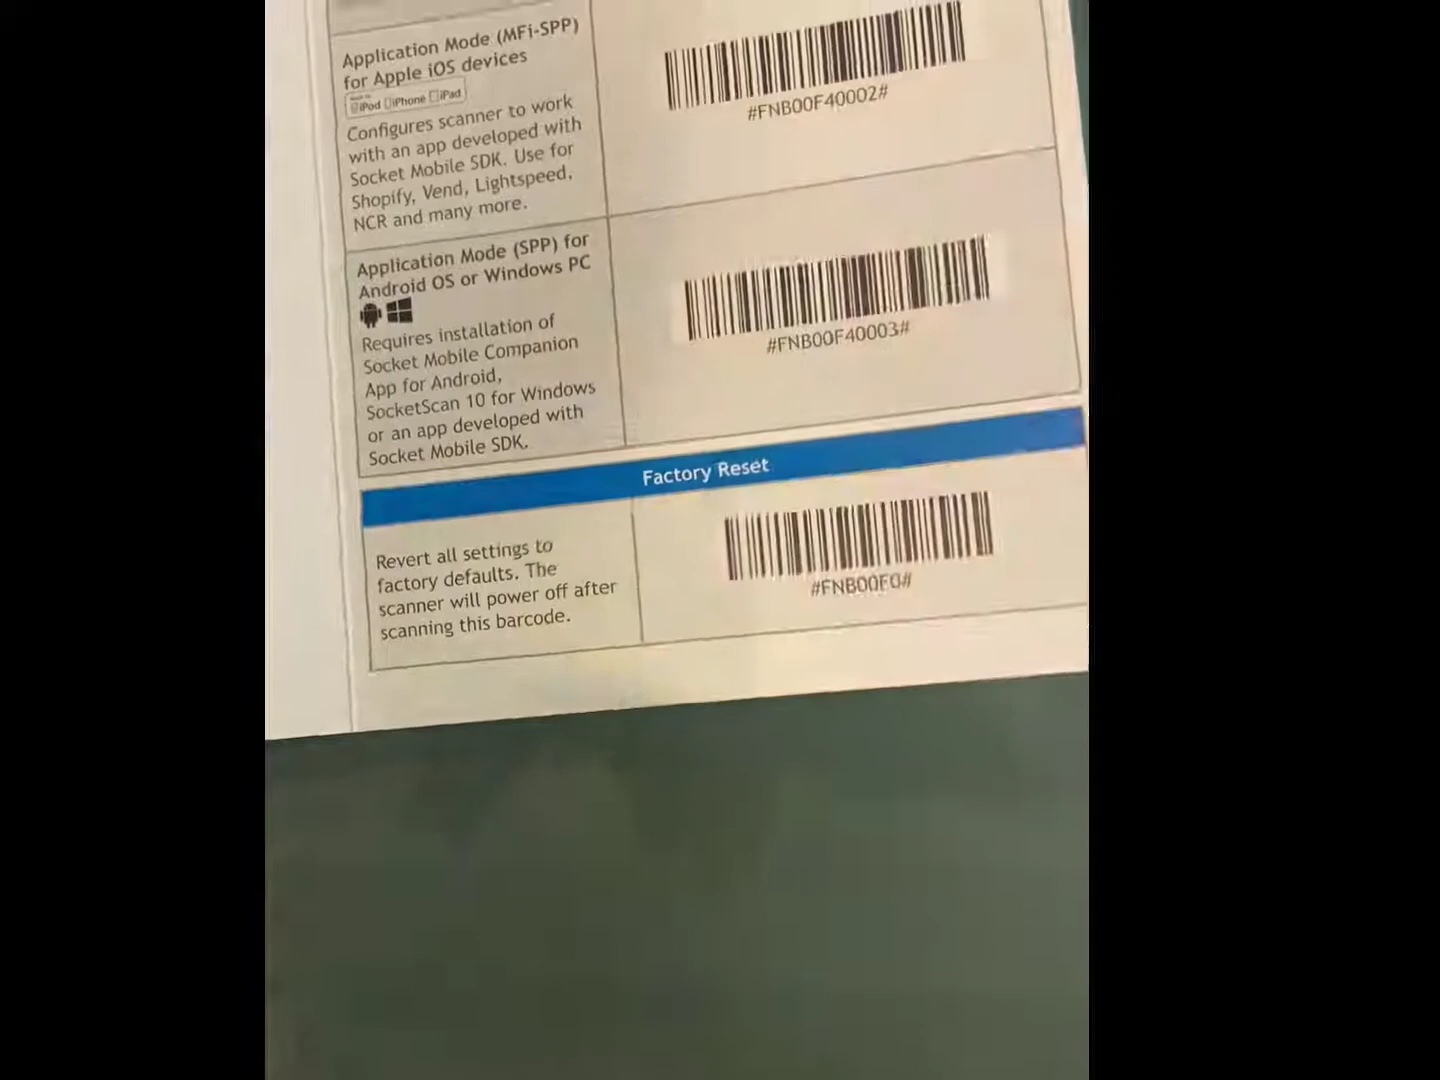 Application Mode (MFi-SPP)
for Apple iOS devices
iPod iPhone iPad
Configures scanner to work
with an app developed with
Socket Mobile SDK. Use for
Shopify, Vend, Lightspeed,
NCR and many more.
#FNB00F40002#
Application Mode (SPP) for
Android OS or Windows PC
Requires installation of
Socket Mobile Companion
App for Android,
SocketScan 10 for Windows
or an app developed with
Socket Mobile SDK.
#FNB00F40003#
Factory Reset
Revert all settings to
factory defaults. The
scanner will power off after
scanning this barcode.
#FNB00F0#